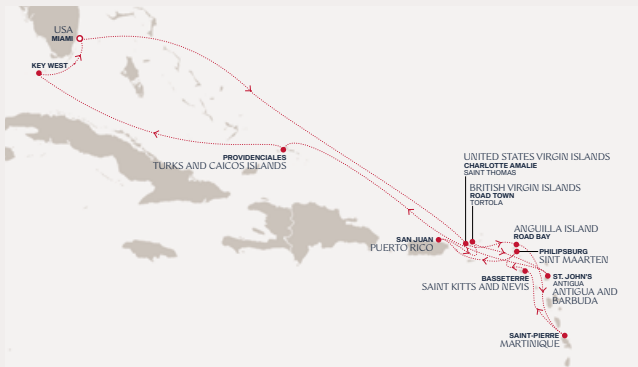 USA
MIAMI
KEY WEST
PROVIDENCIALES
TURKS AND CAICOS ISLANDS
UNITED STATES VIRGIN ISLANDS
CHARLOTTE AMALIE
SAINT THOMAS
BRITISH VIRGIN ISLANDS
ROAD TOWN
TORTOLA
ANGUILLA ISLAND
ROAD BAY
SAN JUAN
PUERTO RICO
PHILIPSBURG
SINT MAARTEN
BASSETERRE
SAINT KITTS AND NEVIS
ST. JOHN'S
ANTIGUA
ANTIGUA AND
BARBUDA
SAINT-PIERRE
MARTINIQUE